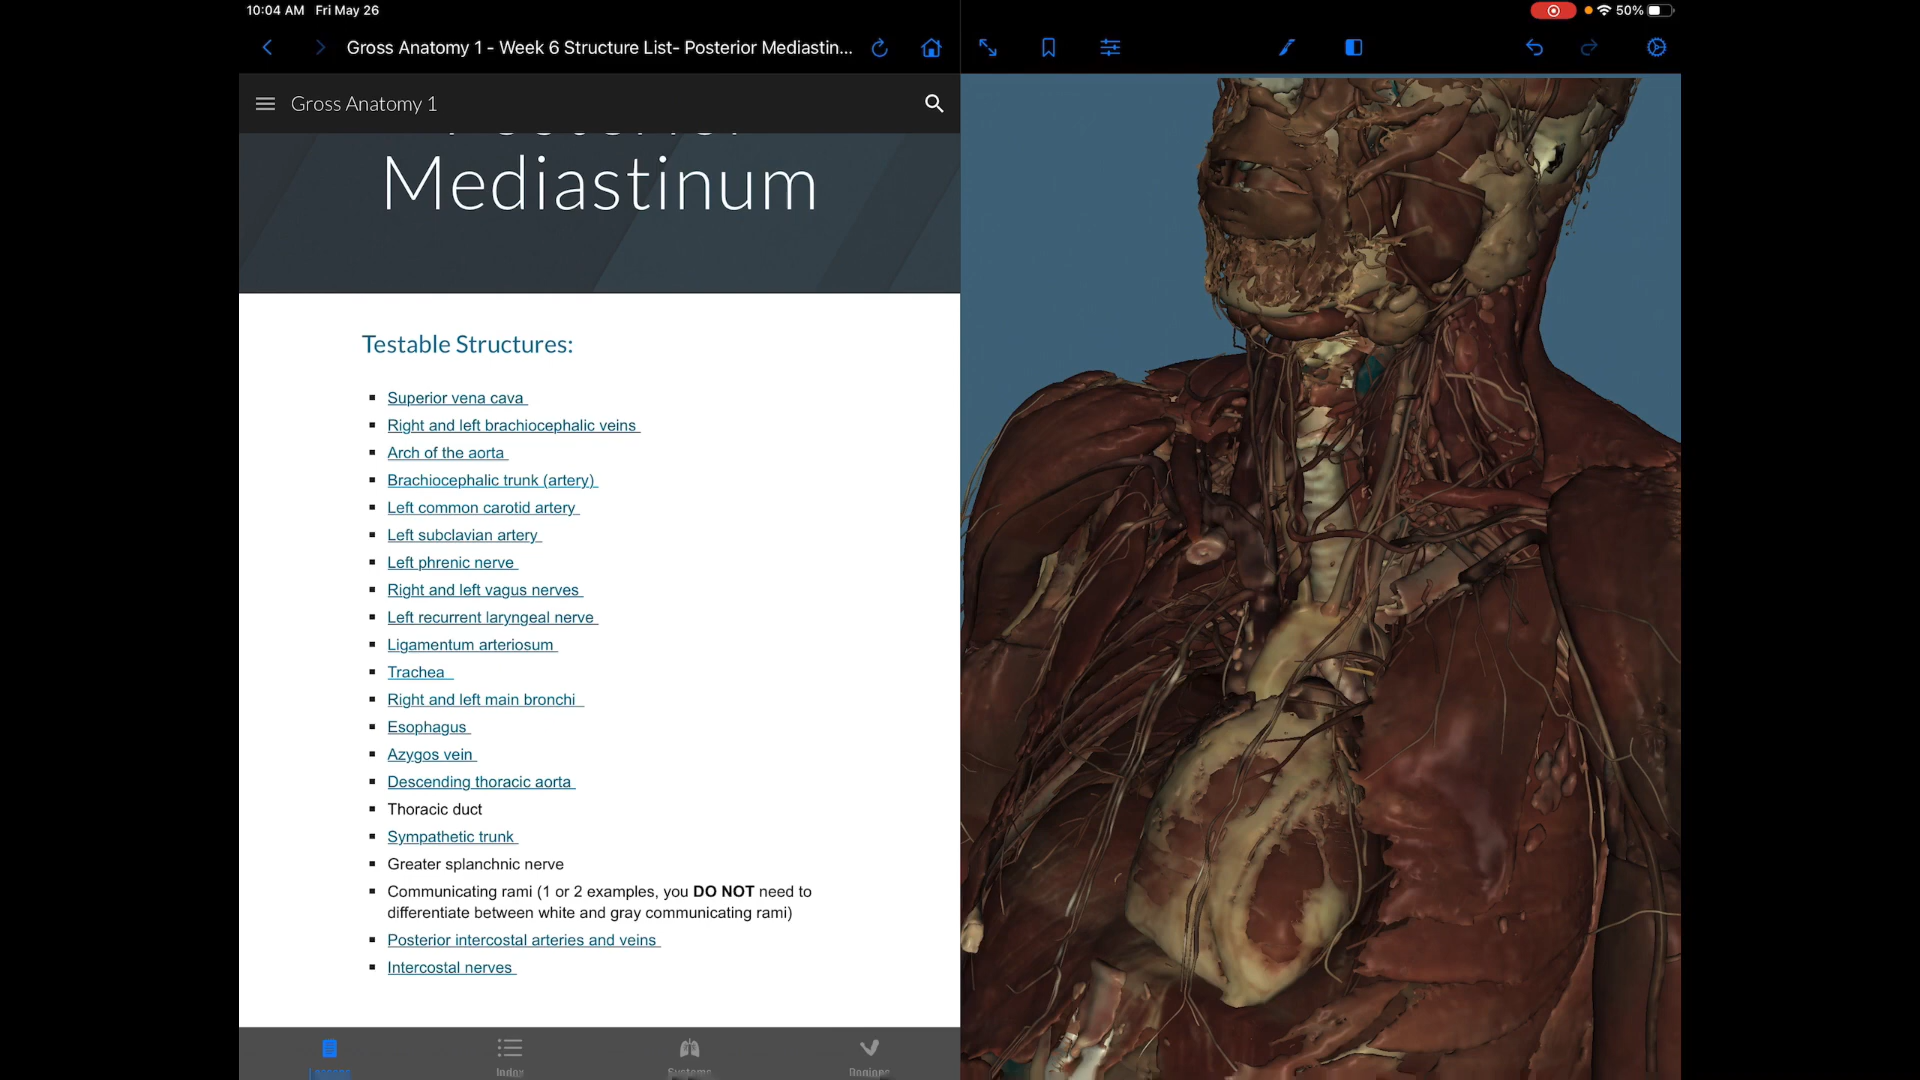 10:04 AM Fri May 26
50%
Gross Anatomy 1 - Week 6 Structure List- Posterior Mediastin...
Gross Anatomy 1
Posterior
Mediastinum
Testable Structures:
Superior vena cava
Right and left brachiocephalic veins
Arch of the aorta
Brachiocephalic trunk (artery)
Left common carotid artery
Left subclavian artery
Left phrenic nerve
Right and left vagus nerves
Left recurrent laryngeal nerve
Ligamentum arteriosum
Trachea
Right and left main bronchi
Esophagus
Azygos vein
Descending thoracic aorta
Thoracic duct
Sympathetic trunk
Greater splanchnic nerve
Communicating rami (1 or 2 examples, you DO NOT need to
differentiate between white and gray communicating rami)
Posterior intercostal arteries and veins
Intercostal nerves
Index Systems Regions